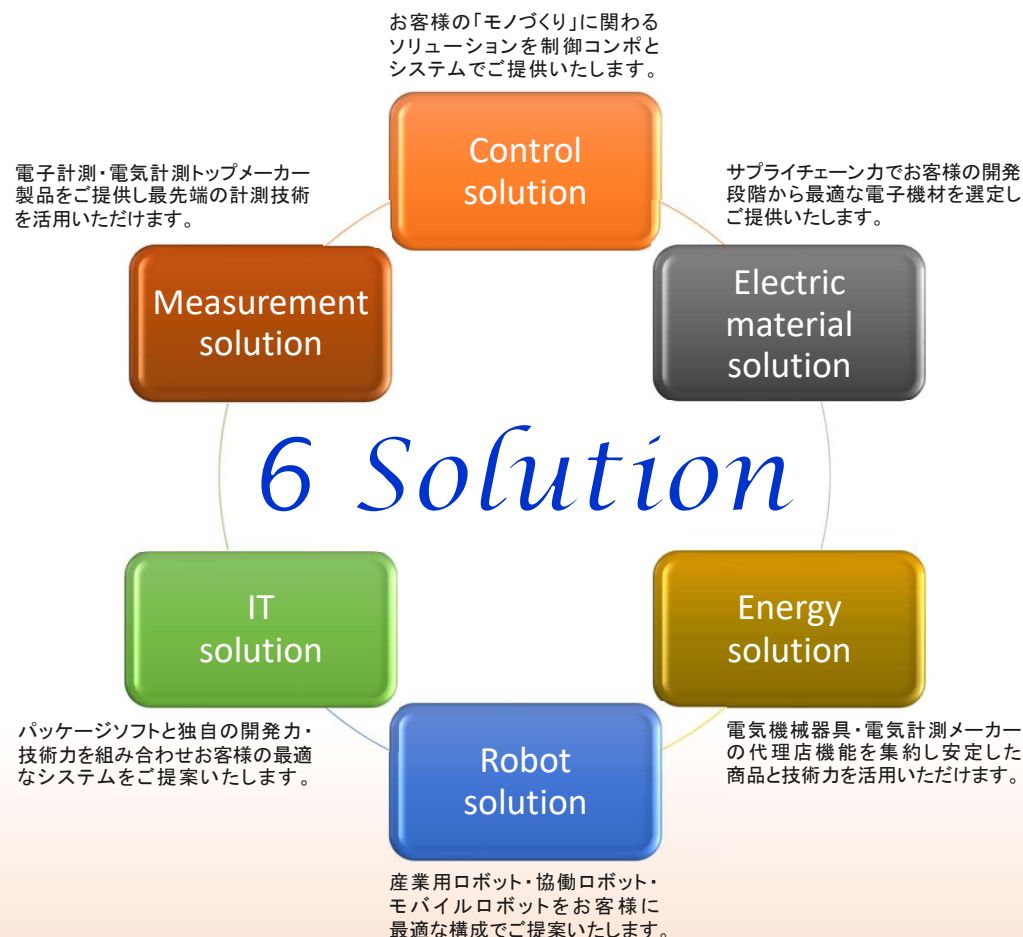 お客様の「モノづくり」に関わる
ソリューションを制御コンポと
システムでご提供いたします。
Control
solution
電子計測・電気計測トップメーカー
製品をご提供し最先端の計測技術
を活用いただけます。
Measurement
solution
サプライチェーン力でお客様の開発
段階から最適な電子機材を選定し
ご提供いたします。
Electric
material
solution
6 Solution
IT
solution
パッケージソフトと独自の開発力・
技術力を組み合わせお客様の最適
なシステムをご提案いたします。
Energy
solution
電気機械器具・電気計測メーカー
の代理店機能を集約し安定した
商品と技術力を活用いただけます。
Robot
solution
産業用ロボット・協働ロボット・
モバイルロボットをお客様に
最適な構成でご提案いたします。